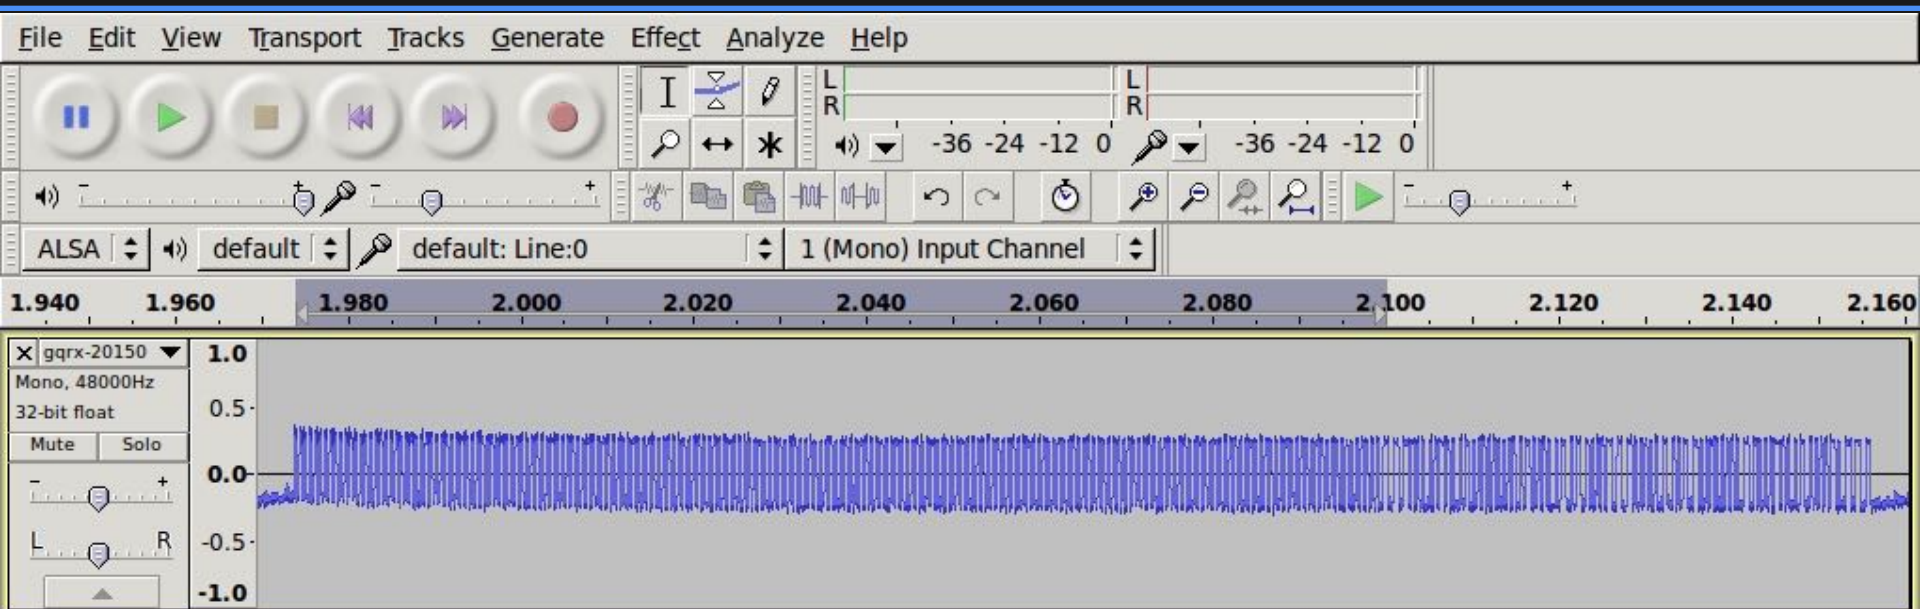 File Edit View Transport Tracks Generate Effect Analyze Help
L
R
-36 -24 -12 0
L
R
-36 -24 -12 0
- +
- +
- +
ALSA default default: Line:0 1 (Mono) Input Channel
1.940 1.960 1.980 2.000 2.020 2.040 2.060 2.080 2.100 2.120 2.140 2.160
X gqrx-20150 1.0
Mono, 48000Hz
32-bit float 0.5
Mute Solo
0.0
- +
L R -0.5
-1.0